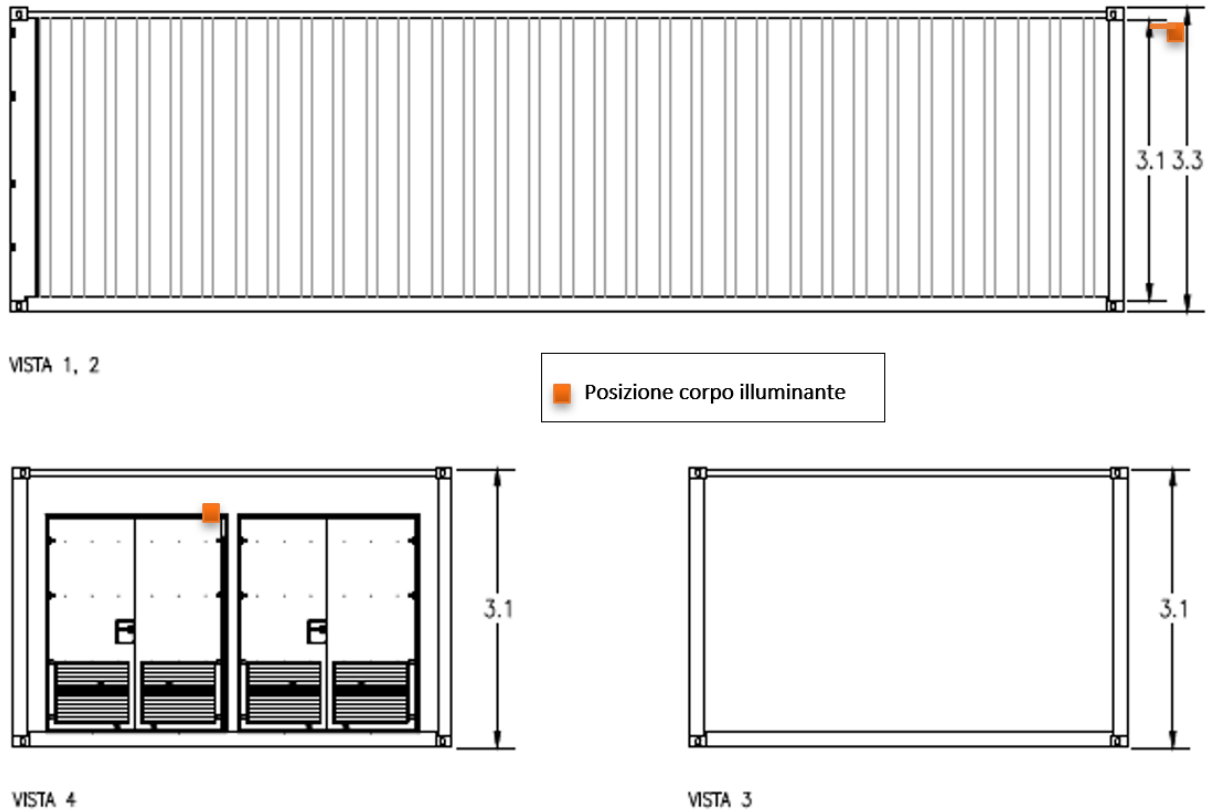 3.1 3.3
VISTA 1, 2
Posizione corpo illuminante
3.1
3.1
VISTA 4
VISTA 3